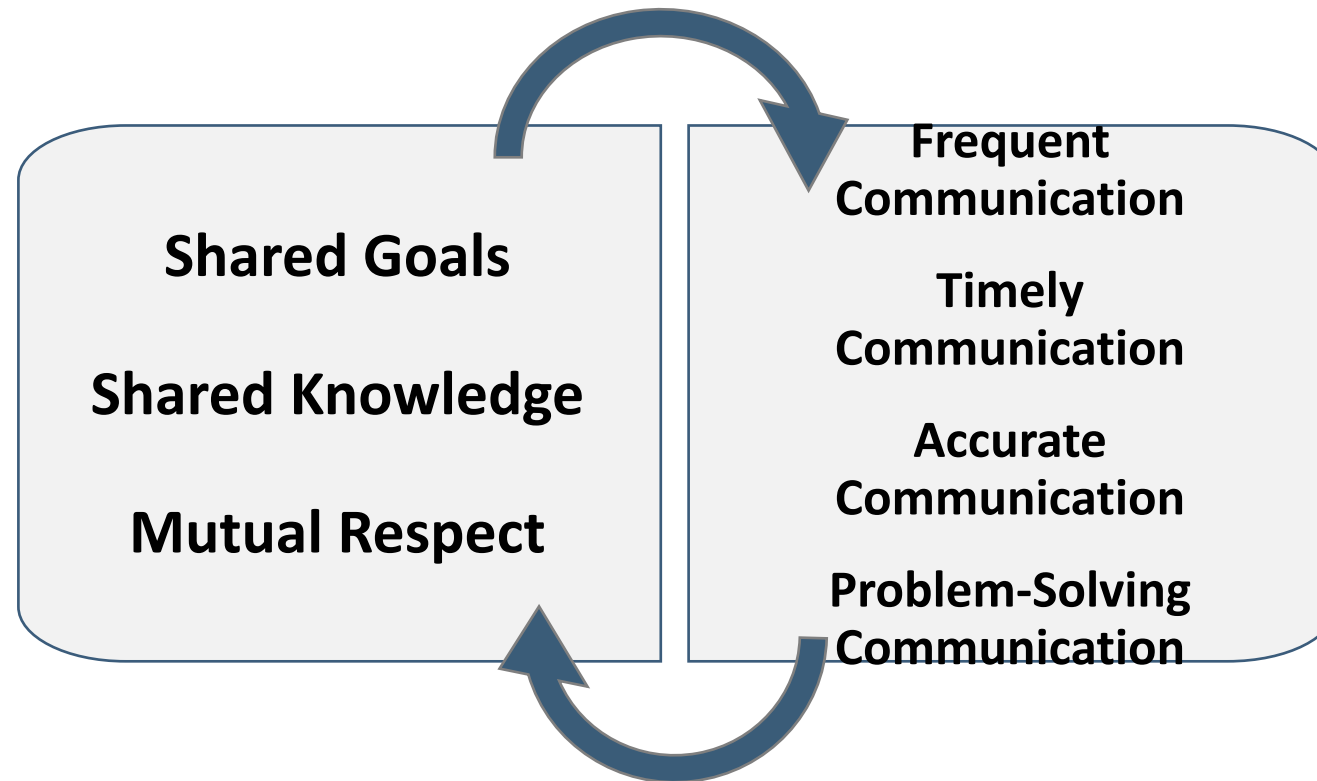 Shared Goals
Shared Knowledge
Mutual Respect
Frequent
Communication
Timely
Communication
Accurate
Communication
Problem-Solving
Communication